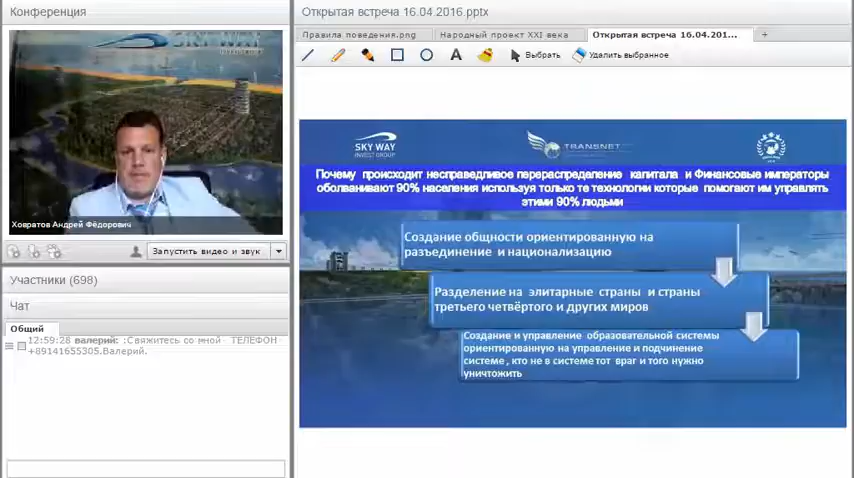 Конференция
SKY WAY
Ховратов Андрей Фёдорович
Запустить видео и звук
Участники (698)
Чат
Общий
12:59:28 валерий: :Свяжитесь со мной ТЕЛЕФОН
+89141655305.Валерий.
Открытая встреча 16.04.2016.pptx
Правила поведения.png
Народный проект XXI века
Открытая встреча 16.04.201...
+
A
Выбрать
Удалить выбранное
SKY WAY
INVEST GROUP
TRANSNET
Почему происходит несправедливое перераспределение капитала и Финансовые императоры
оболванивают 90% населения используя только те технологии которые помогают им управлять
этими 90% людьми
Создание общности ориентированную на
разъединение и национализацию
Разделение на элитарные страны и страны
третьего четвёртого и других миров
Создание и управление образовательной системы
ориентированную на управление и подчинение
системе , кто не в системе тот враг и того нужно
уничтожить